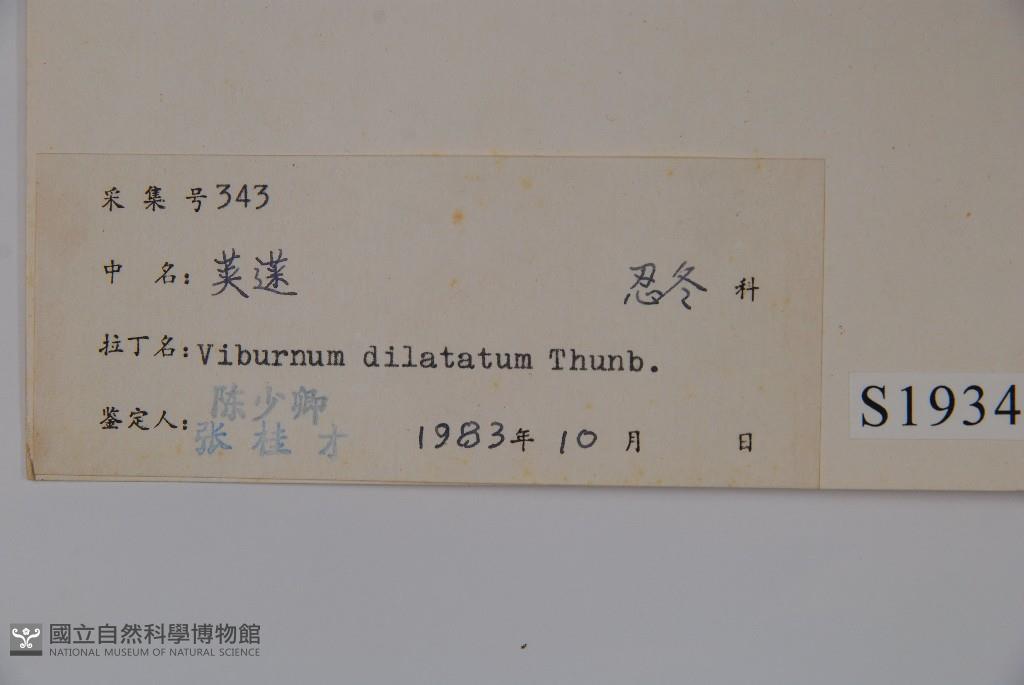 采集号343
中 名：荚蒾 忍冬 科
拉丁名：Viburnum dilatatum Thunb.
鉴定人：陈少卿
张桂才 1983年 10 月 日
S1934
國立自然科學博物館
NATIONAL MUSEUM OF NATURAL SCIENCE